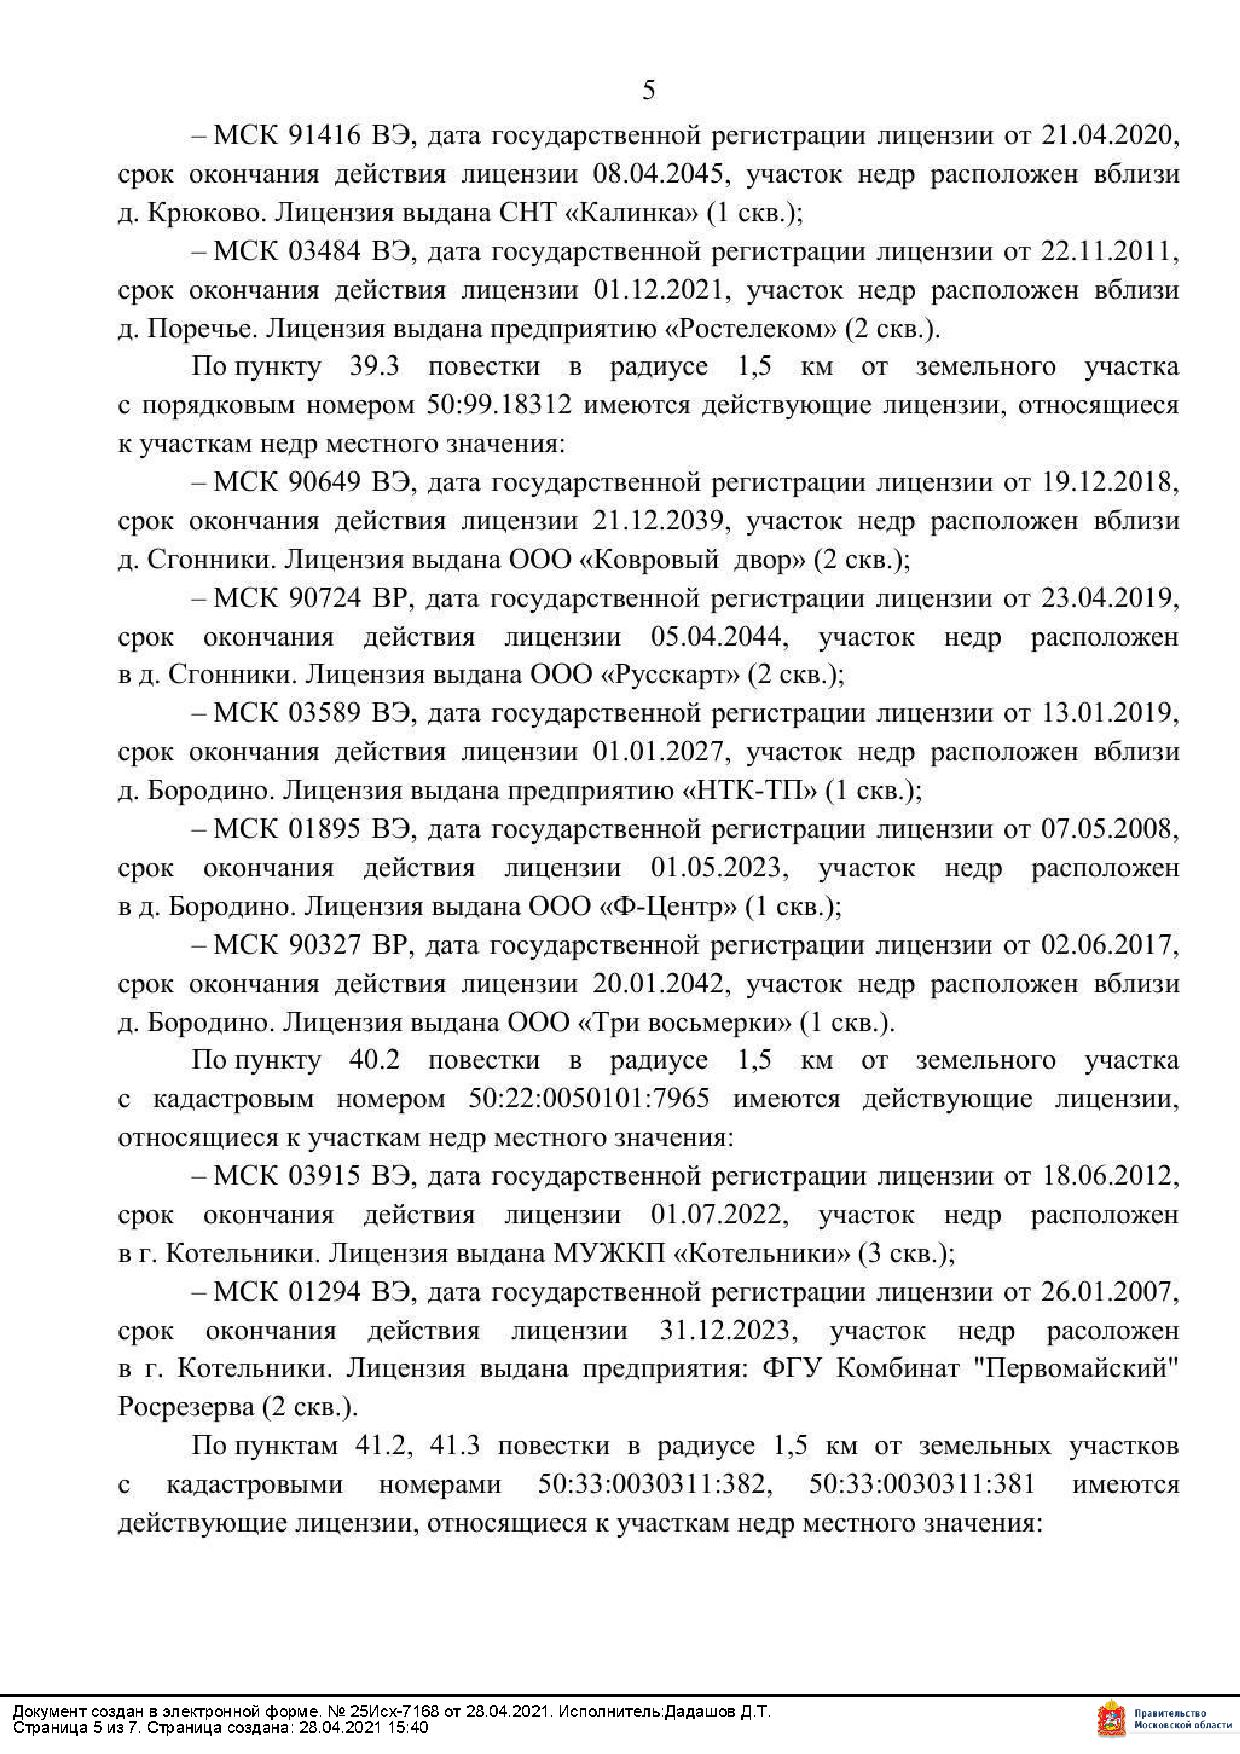 5
– МСК 91416 ВЭ, дата государственной регистрации лицензии от 21.04.2020,
срок окончания действия лицензии 08.04.2045, участок недр расположен вблизи
д. Крюково. Лицензия выдана СНТ «Калинка» (1 скв.);
– МСК 03484 ВЭ, дата государственной регистрации лицензии от 22.11.2011,
срок окончания действия лицензии 01.12.2021, участок недр расположен вблизи
д. Поречье. Лицензия выдана предприятию «Ростелеком» (2 скв.).
По пункту 39.3 повестки в радиусе 1,5 км от земельного участка
с порядковым номером 50:99.18312 имеются действующие лицензии, относящиеся
к участкам недр местного значения:
– МСК 90649 ВЭ, дата государственной регистрации лицензии от 19.12.2018,
срок окончания действия лицензии 21.12.2039, участок недр расположен вблизи
д. Сгонники. Лицензия выдана ООО «Ковровый двор» (2 скв.);
– МСК 90724 ВР, дата государственной регистрации лицензии от 23.04.2019,
срок окончания действия лицензии 05.04.2044, участок недр расположен
в д. Сгонники. Лицензия выдана ООО «Русскарт» (2 скв.);
– МСК 03589 ВЭ, дата государственной регистрации лицензии от 13.01.2019,
срок окончания действия лицензии 01.01.2027, участок недр расположен вблизи
д. Бородино. Лицензия выдана предприятию «НТК-ТП» (1 скв.);
– МСК 01895 ВЭ, дата государственной регистрации лицензии от 07.05.2008,
срок окончания действия лицензии 01.05.2023, участок недр расположен
в д. Бородино. Лицензия выдана ООО «Ф-Центр» (1 скв.);
– МСК 90327 ВР, дата государственной регистрации лицензии от 02.06.2017,
срок окончания действия лицензии 20.01.2042, участок недр расположен вблизи
д. Бородино. Лицензия выдана ООО «Три восьмерки» (1 скв.).
По пункту 40.2 повестки в радиусе 1,5 км от земельного участка
с кадастровым номером 50:22:0050101:7965 имеются действующие лицензии,
относящиеся к участкам недр местного значения:
– МСК 03915 ВЭ, дата государственной регистрации лицензии от 18.06.2012,
срок окончания действия лицензии 01.07.2022, участок недр расположен
в г. Котельники. Лицензия выдана МУЖКП «Котельники» (3 скв.);
– МСК 01294 ВЭ, дата государственной регистрации лицензии от 26.01.2007,
срок окончания действия лицензии 31.12.2023, участок недр расоложен
в г. Котельники. Лицензия выдана предприятия: ФГУ Комбинат "Первомайский"
Росрезерва (2 скв.).
По пунктам 41.2, 41.3 повестки в радиусе 1,5 км от земельных участков
с кадастровыми номерами 50:33:0030311:382, 50:33:0030311:381 имеются
действующие лицензии, относящиеся к участкам недр местного значения:
Документ создан в электронной форме. № 25Исх-7168 от 28.04.2021. Исполнитель:Дадашов Д.Т.
Страница 5 из 7. Страница создана: 28.04.2021 15:40
Правительство
Московской области